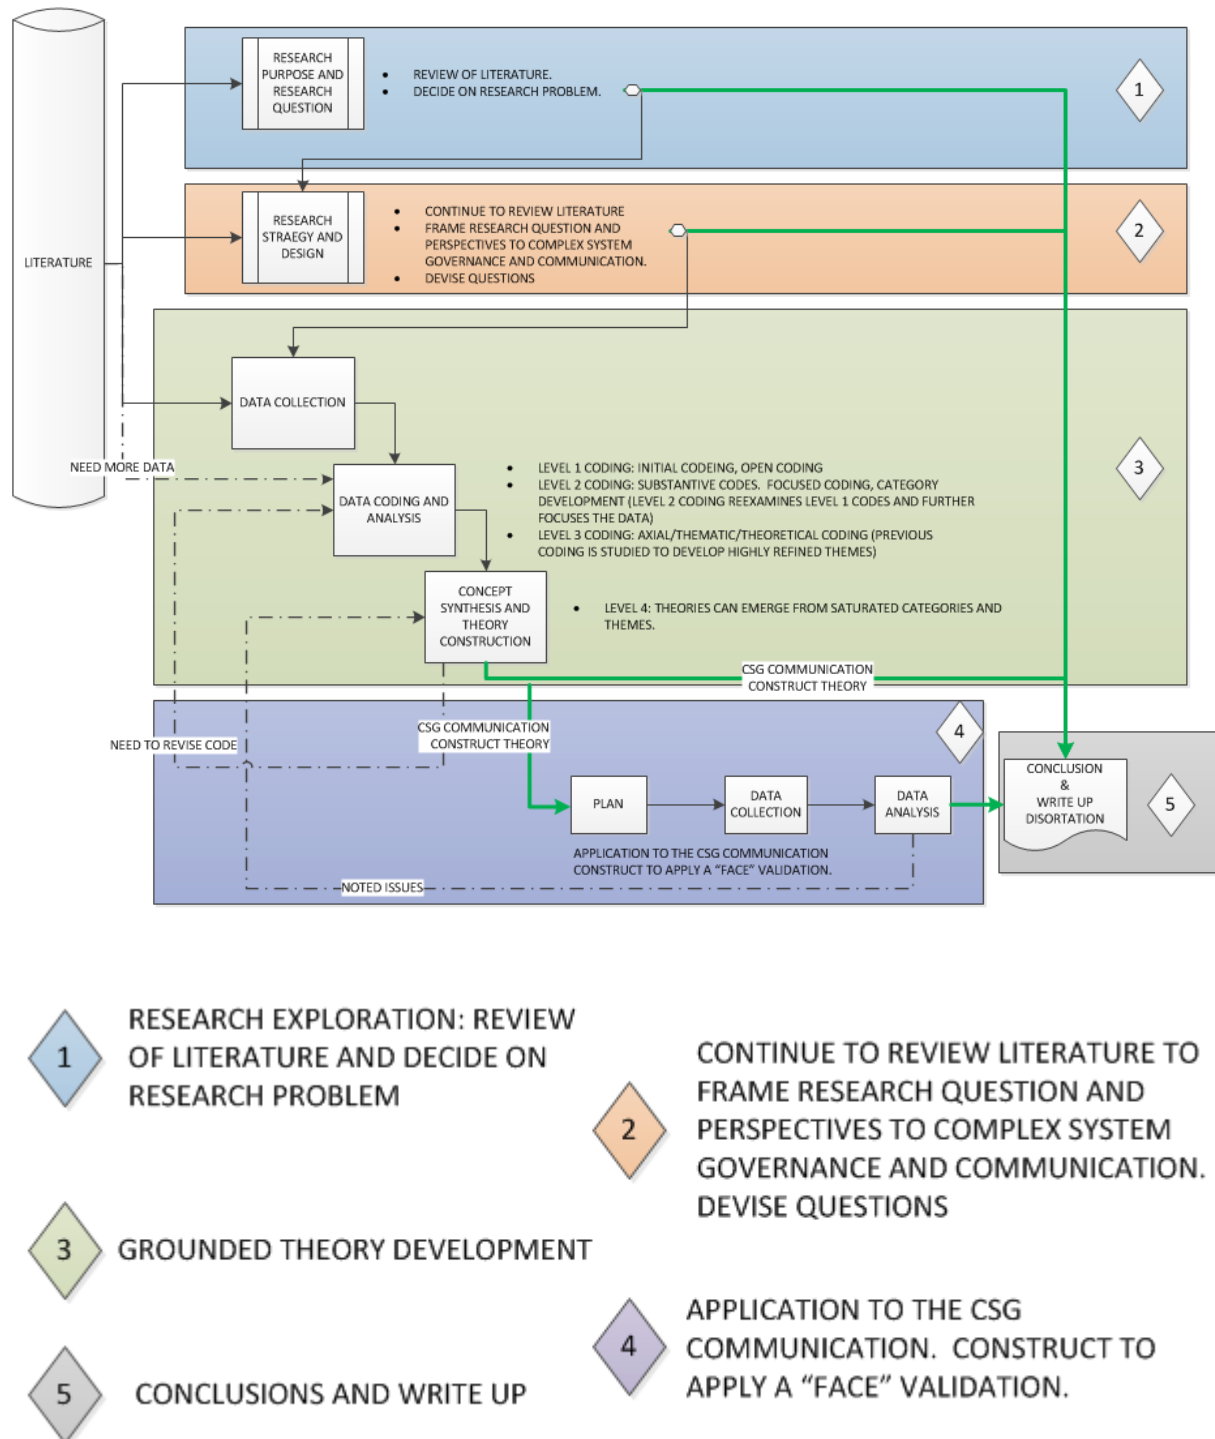 LITERATURE
RESEARCH
PURPOSE AND
RESEARCH
QUESTION
• REVIEW OF LITERATURE.
• DECIDE ON RESEARCH PROBLEM.
1
RESEARCH
STRAEGY AND
DESIGN
• CONTINUE TO REVIEW LITERATURE
• FRAME RESEARCH QUESTION AND
PERSPECTIVES TO COMPLEX SYSTEM
GOVERNANCE AND COMMUNICATION.
• DEVISE QUESTIONS
2
DATA COLLECTION
NEED MORE DATA
DATA CODING AND
ANALYSIS
• LEVEL 1 CODING: INITIAL CODEING, OPEN CODING
• LEVEL 2 CODING: SUBSTANTIVE CODES. FOCUSED CODING, CATEGORY
DEVELOPMENT (LEVEL 2 CODING REEXAMINES LEVEL 1 CODES AND FURTHER
FOCUSES THE DATA)
• LEVEL 3 CODING: AXIAL/THEMATIC/THEORETICAL CODING (PREVIOUS
CODING IS STUDIED TO DEVELOP HIGHLY REFINED THEMES)
3
CONCEPT
SYNTHESIS AND
THEORY
CONSTRUCTION
• LEVEL 4: THEORIES CAN EMERGE FROM SATURATED CATEGORIES AND
THEMES.
CSG COMMUNICATION
CONSTRUCT THEORY
CSG COMMUNICATION
CONSTRUCT THEORY
NEED TO REVISE CODE
4
PLAN
DATA
COLLECTION
DATA
ANALYSIS
APPLICATION TO THE CSG COMMUNICATION
CONSTRUCT TO APPLY A “FACE” VALIDATION.
NOTED ISSUES
CONCLUSION
&
WRITE UP
DISORTATION
5
1
RESEARCH EXPLORATION: REVIEW
OF LITERATURE AND DECIDE ON
RESEARCH PROBLEM
2
CONTINUE TO REVIEW LITERATURE TO
FRAME RESEARCH QUESTION AND
PERSPECTIVES TO COMPLEX SYSTEM
GOVERNANCE AND COMMUNICATION.
DEVISE QUESTIONS
3
GROUNDED THEORY DEVELOPMENT
4
APPLICATION TO THE CSG
COMMUNICATION. CONSTRUCT TO
APPLY A “FACE” VALIDATION.
5
CONCLUSIONS AND WRITE UP